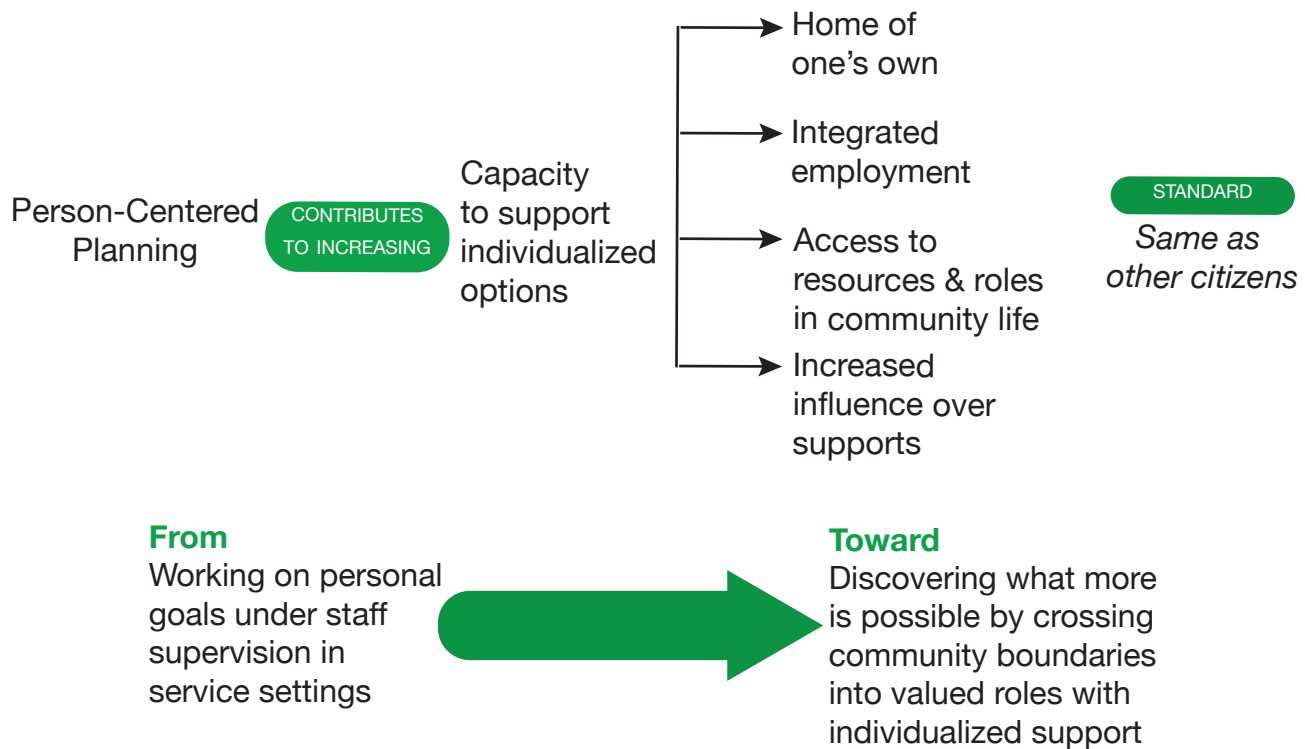 Person-Centered
Planning
CONTRIBUTES
TO INCREASING
Capacity
to support
individualized
options
Home of
one’s own
Integrated
employment
Access to
resources & roles
in community life
Increased
influence over
supports
STANDARD
Same as
other citizens
From
Working on personal
goals under staff
supervision in
service settings
Toward
Discovering what more
is possible by crossing
community boundaries
into valued roles with
individualized support